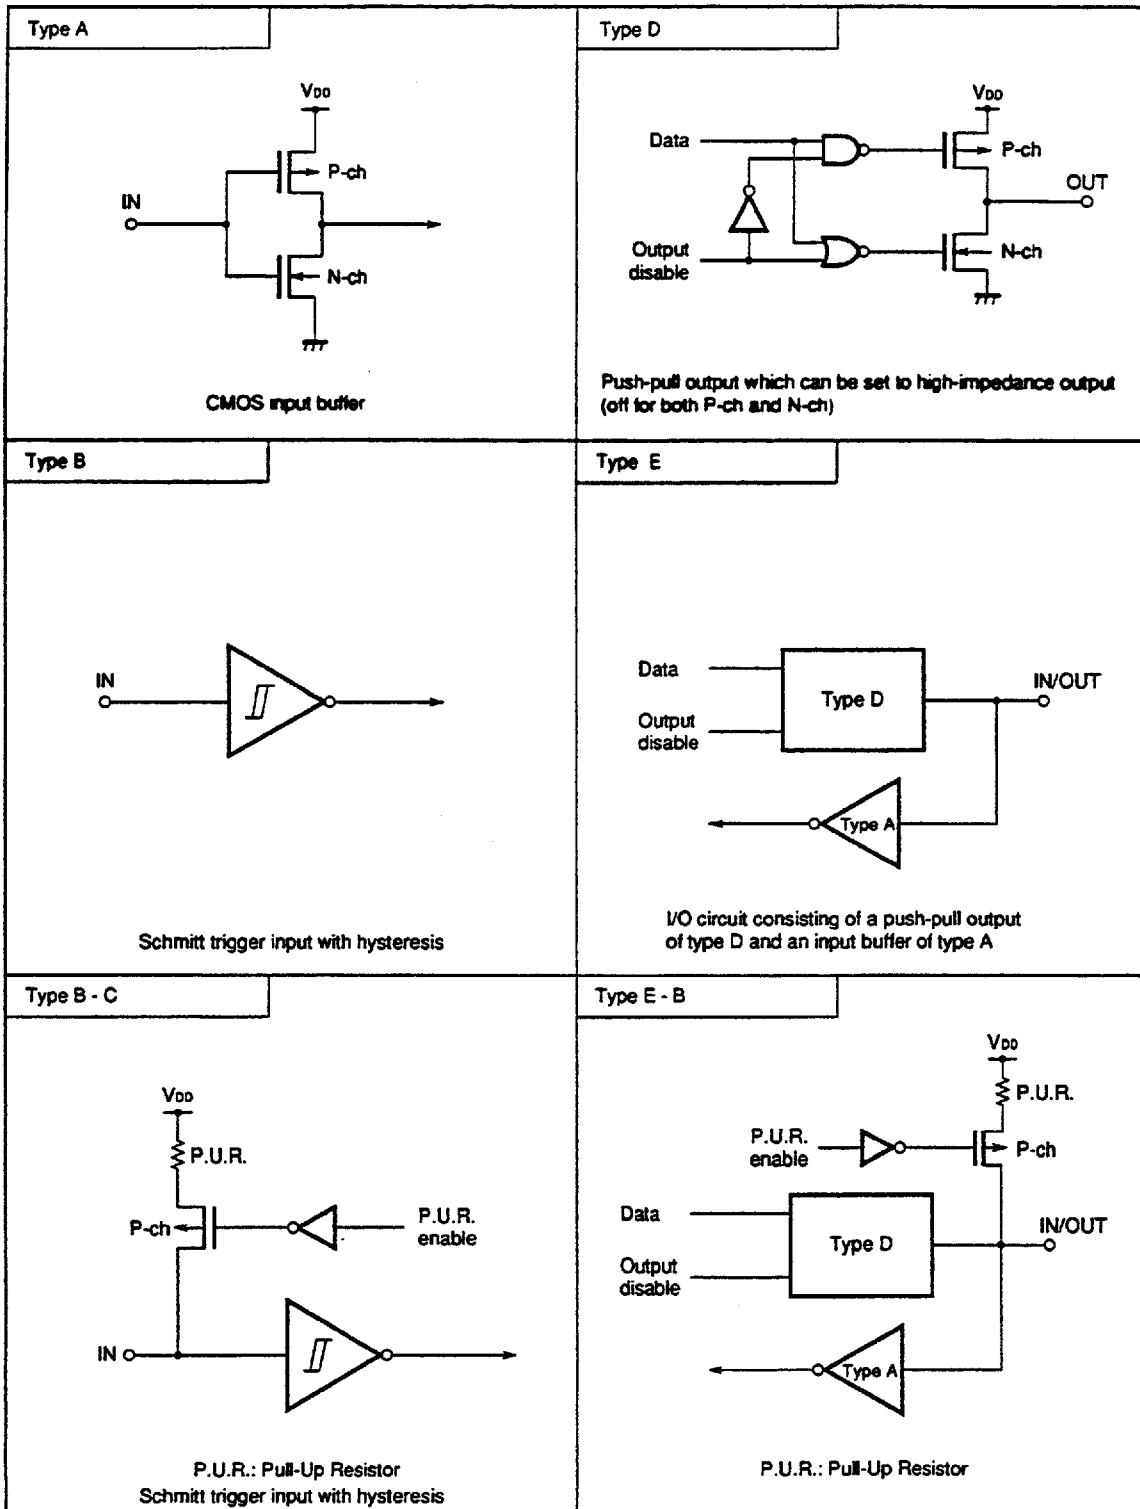 Type A
VDD
P-ch
IN
N-ch
CMOS input buffer
Type D
VDD
Data
P-ch
OUT
Output
disable
N-ch
Push-pull output which can be set to high-impedance output
(off for both P-ch and N-ch)
Type B
IN
Schmitt trigger input with hysteresis
Type E
Data
Type D
IN/OUT
Output
disable
Type A
I/O circuit consisting of a push-pull output
of type D and an input buffer of type A
Type B - C
VDD
P.U.R.
P-ch
P.U.R.
enable
IN
P.U.R.: Pull-Up Resistor
Schmitt trigger input with hysteresis
Type E - B
VDD
P.U.R.
P.U.R.
enable
P-ch
Data
Type D
IN/OUT
Output
disable
Type A
P.U.R.: Pull-Up Resistor